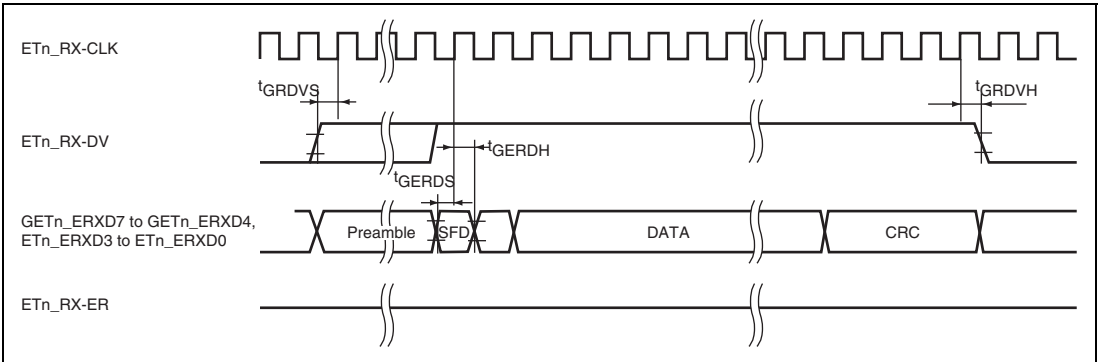 ETn_RX-CLK
tGRDVS
tGRDVH
ETn_RX-DV
tGERDH
tGERDS
GETn_ERXD7 to GETn_ERXD4,
ETn_ERXD3 to ETn_ERXD0
Preamble
SFD
DATA
CRC
ETn_RX-ER